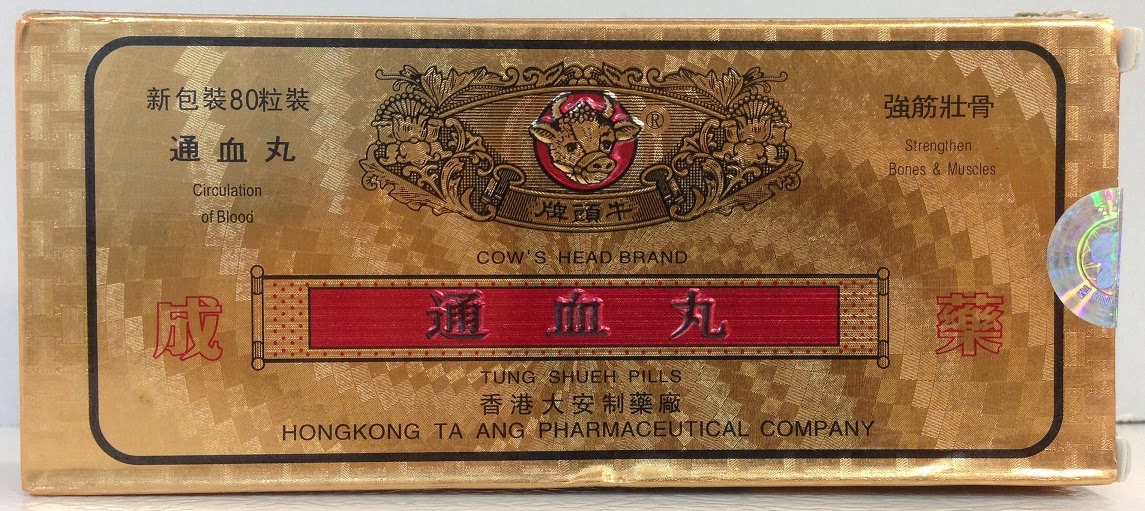 新包裝80粒裝
通血丸
Circulation
of Blood
®
牌頭牛
強筋壯骨
Strengthen
Bones & Muscles
COW'S HEAD BRAND
成
通血丸
藥
TUNG SHUEH PILLS
香港大安制藥廠
HONGKONG TA ANG PHARMACEUTICAL COMPANY